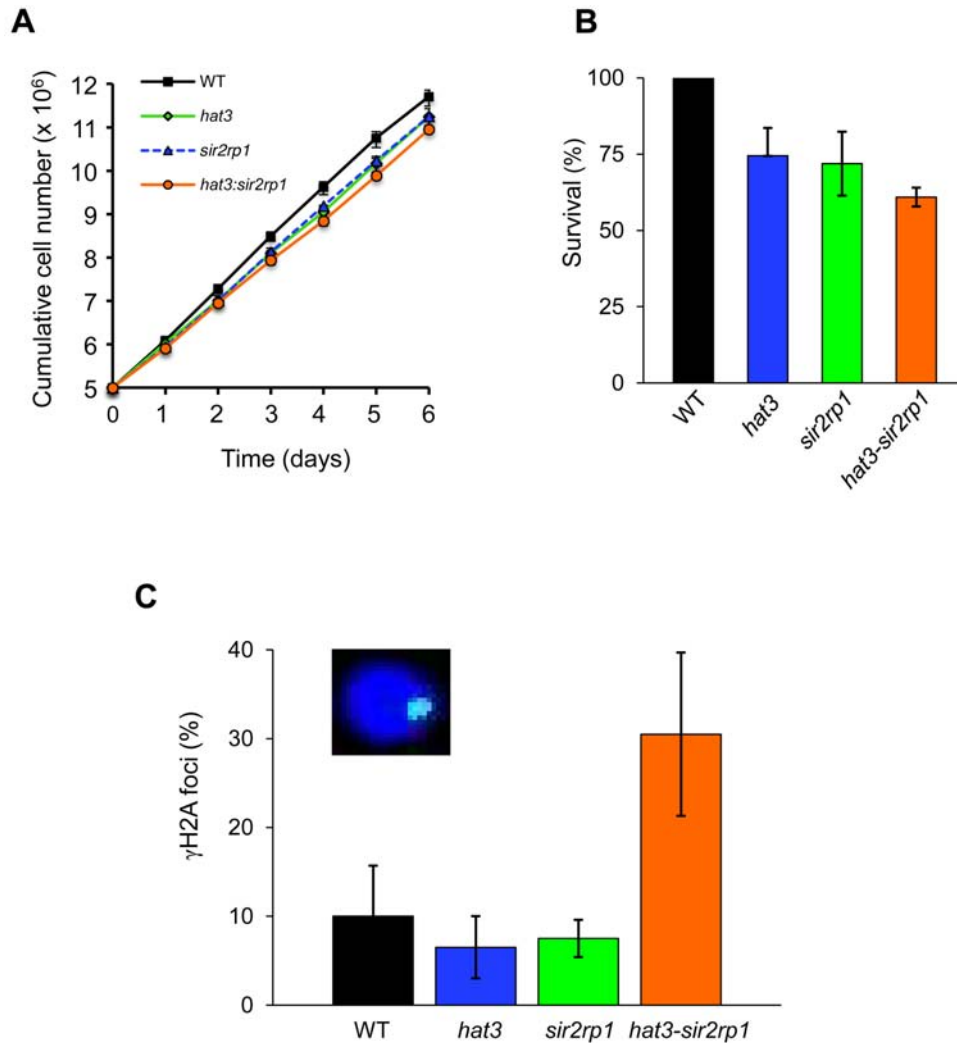 A
WT
hat3
sir2rp1
hat3:sir2rp1
Cumulative cell number (x 10⁶)
12
11
10
9
8
7
6
5
0 1 2 3 4 5 6
Time (days)
B
Survival (%)
100
75
50
25
0
WT
hat3
sir2rp1
hat3-sir2rp1
C
γH2A foci (%)
40
30
20
10
0
WT hat3 sir2rp1 hat3-sir2rp1